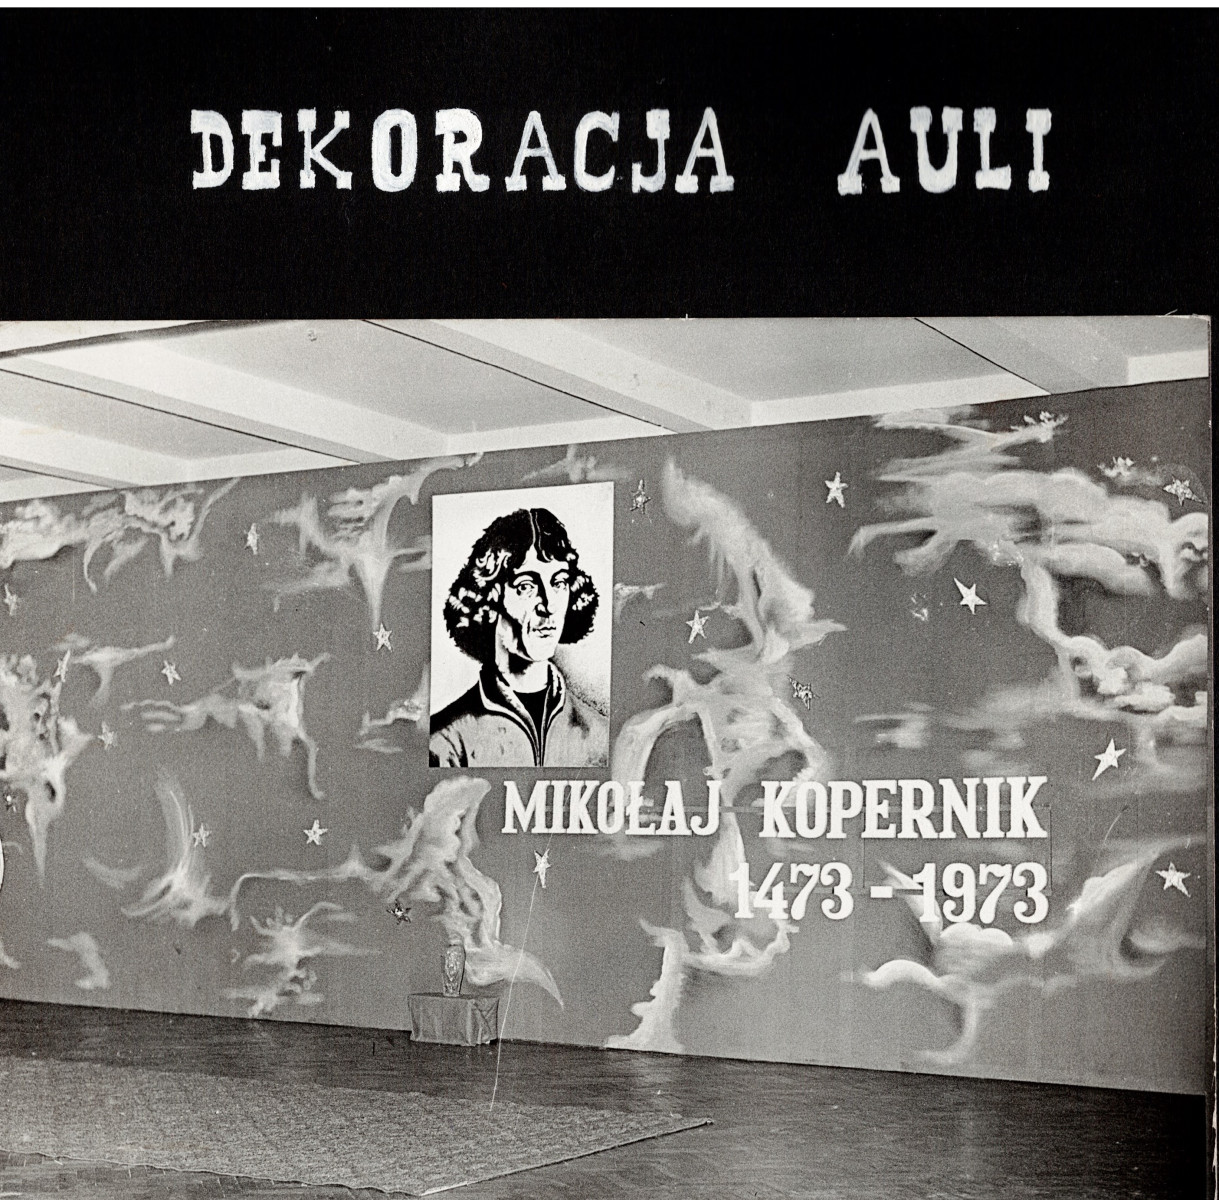 DEKORACJA AULI
MIKOŁAJ KOPERNIK
1473 - 1973